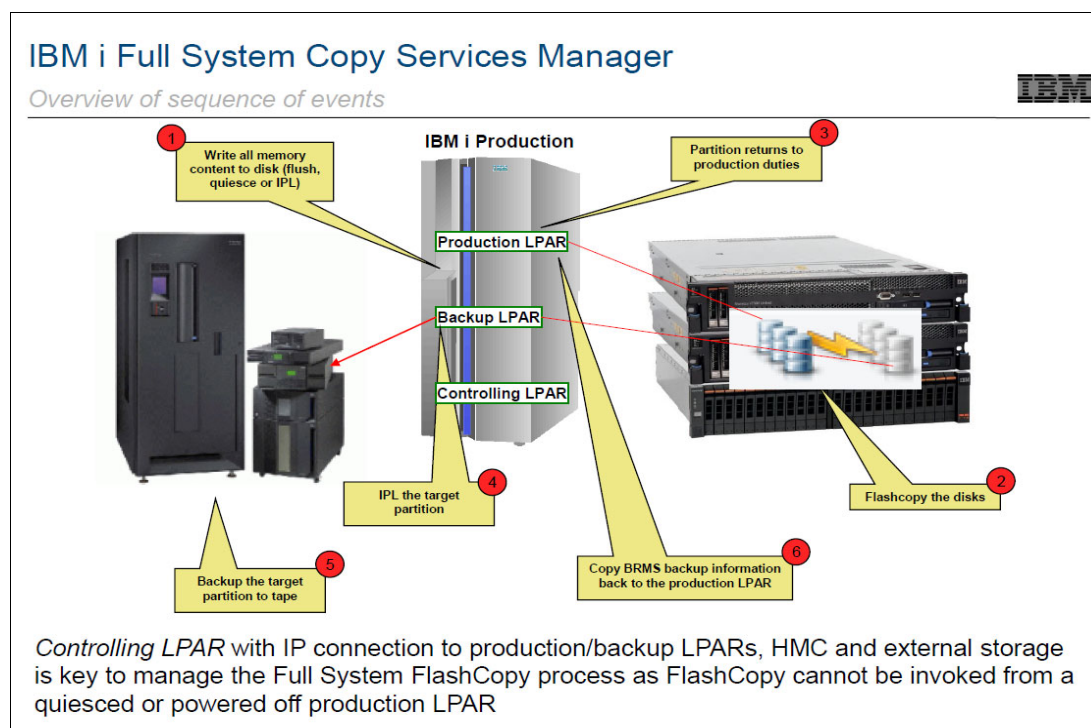 IBM i Full System Copy Services Manager
Overview of sequence of events
IBM
1
Write all memory
content to disk (flush,
quiesce or IPL)
IBM i Production
3
Partition returns to
production duties
Production LPAR
Backup LPAR
Controlling LPAR
IPL the target
partition
4
2
Flashcopy the disks
5
Backup the target
partition to tape
6
Copy BRMS backup information
back to the production LPAR
Controlling LPAR with IP connection to production/backup LPARs, HMC and external storage
is key to manage the Full System FlashCopy process as FlashCopy cannot be invoked from a
quiesced or powered off production LPAR